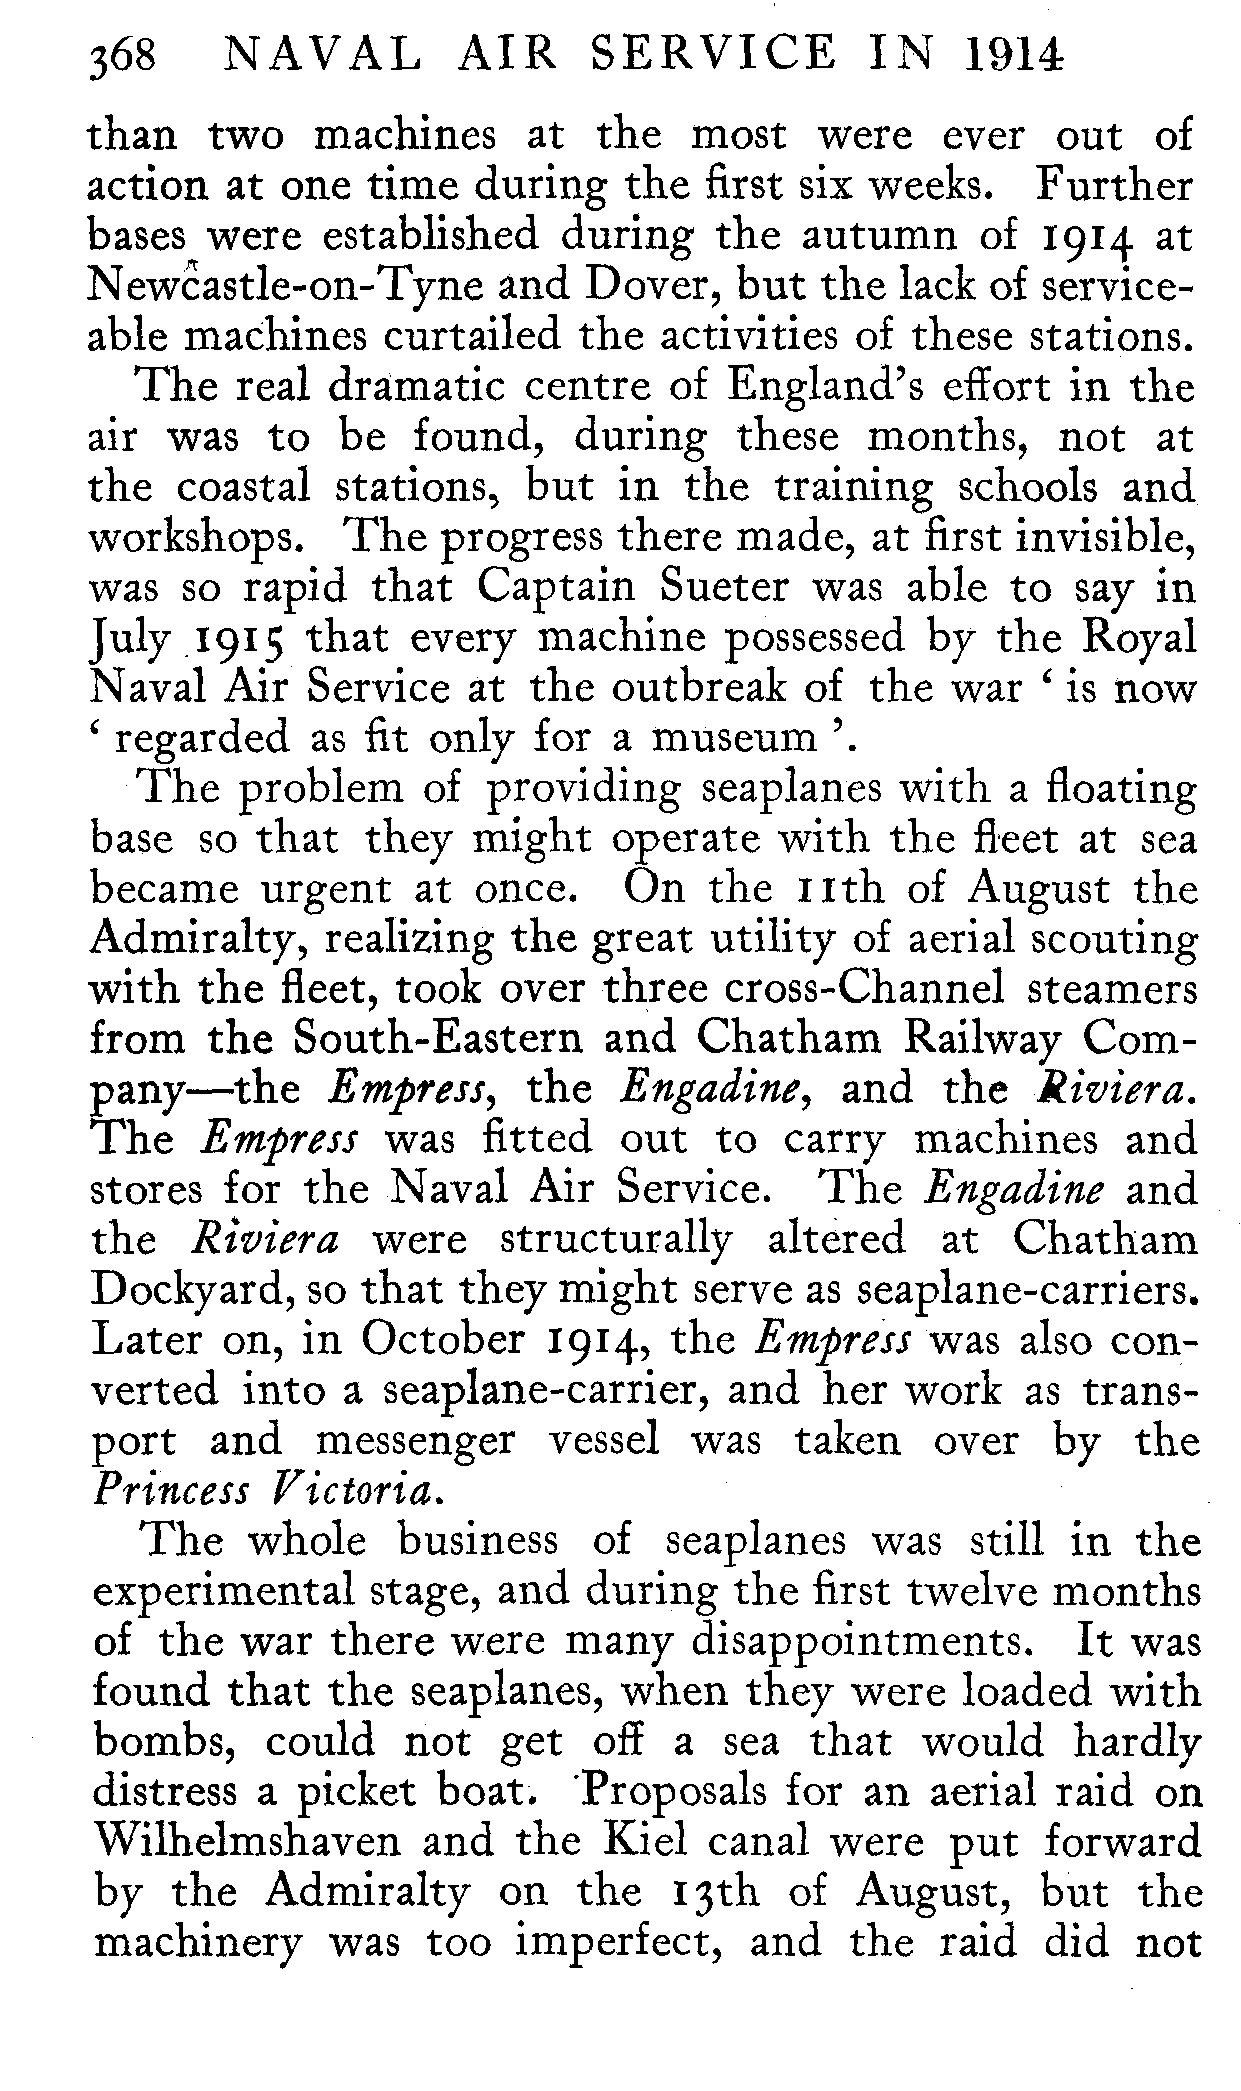 368 NAVAL AIR SERVICE IN 1914
than two machines at the most were ever out of
action at one time during the first six weeks. Further
bases were established during the autumn of 1914 at
Newcastle-on-Tyne and Dover, but the lack of service-
able machines curtailed the activities of these stations.
The real dramatic centre of England's effort in the
air was to be found, during these months, not at
the coastal stations, but in the training schools and
workshops. The progress there made, at first invisible,
was so rapid that Captain Sueter was able to say in
July 1915 that every machine possessed by the Royal
Naval Air Service at the outbreak of the war ‘ is now
‘ regarded as fit only for a museum ’.
The problem of providing seaplanes with a floating
base so that they might operate with the fleet at sea
became urgent at once. On the 11th of August the
Admiralty, realizing the great utility of aerial scouting
with the fleet, took over three cross-Channel steamers
from the South-Eastern and Chatham Railway Com-
pany—the Empress, the Engadine, and the Riviera.
The Empress was fitted out to carry machines and
stores for the Naval Air Service. The Engadine and
the Riviera were structurally altered at Chatham
Dockyard, so that they might serve as seaplane-carriers.
Later on, in October 1914, the Empress was also con-
verted into a seaplane-carrier, and her work as trans-
port and messenger vessel was taken over by the
Princess Victoria.
The whole business of seaplanes was still in the
experimental stage, and during the first twelve months
of the war there were many disappointments. It was
found that the seaplanes, when they were loaded with
bombs, could not get off a sea that would hardly
distress a picket boat. Proposals for an aerial raid on
Wilhelmshaven and the Kiel canal were put forward
by the Admiralty on the 13th of August, but the
machinery was too imperfect, and the raid did not